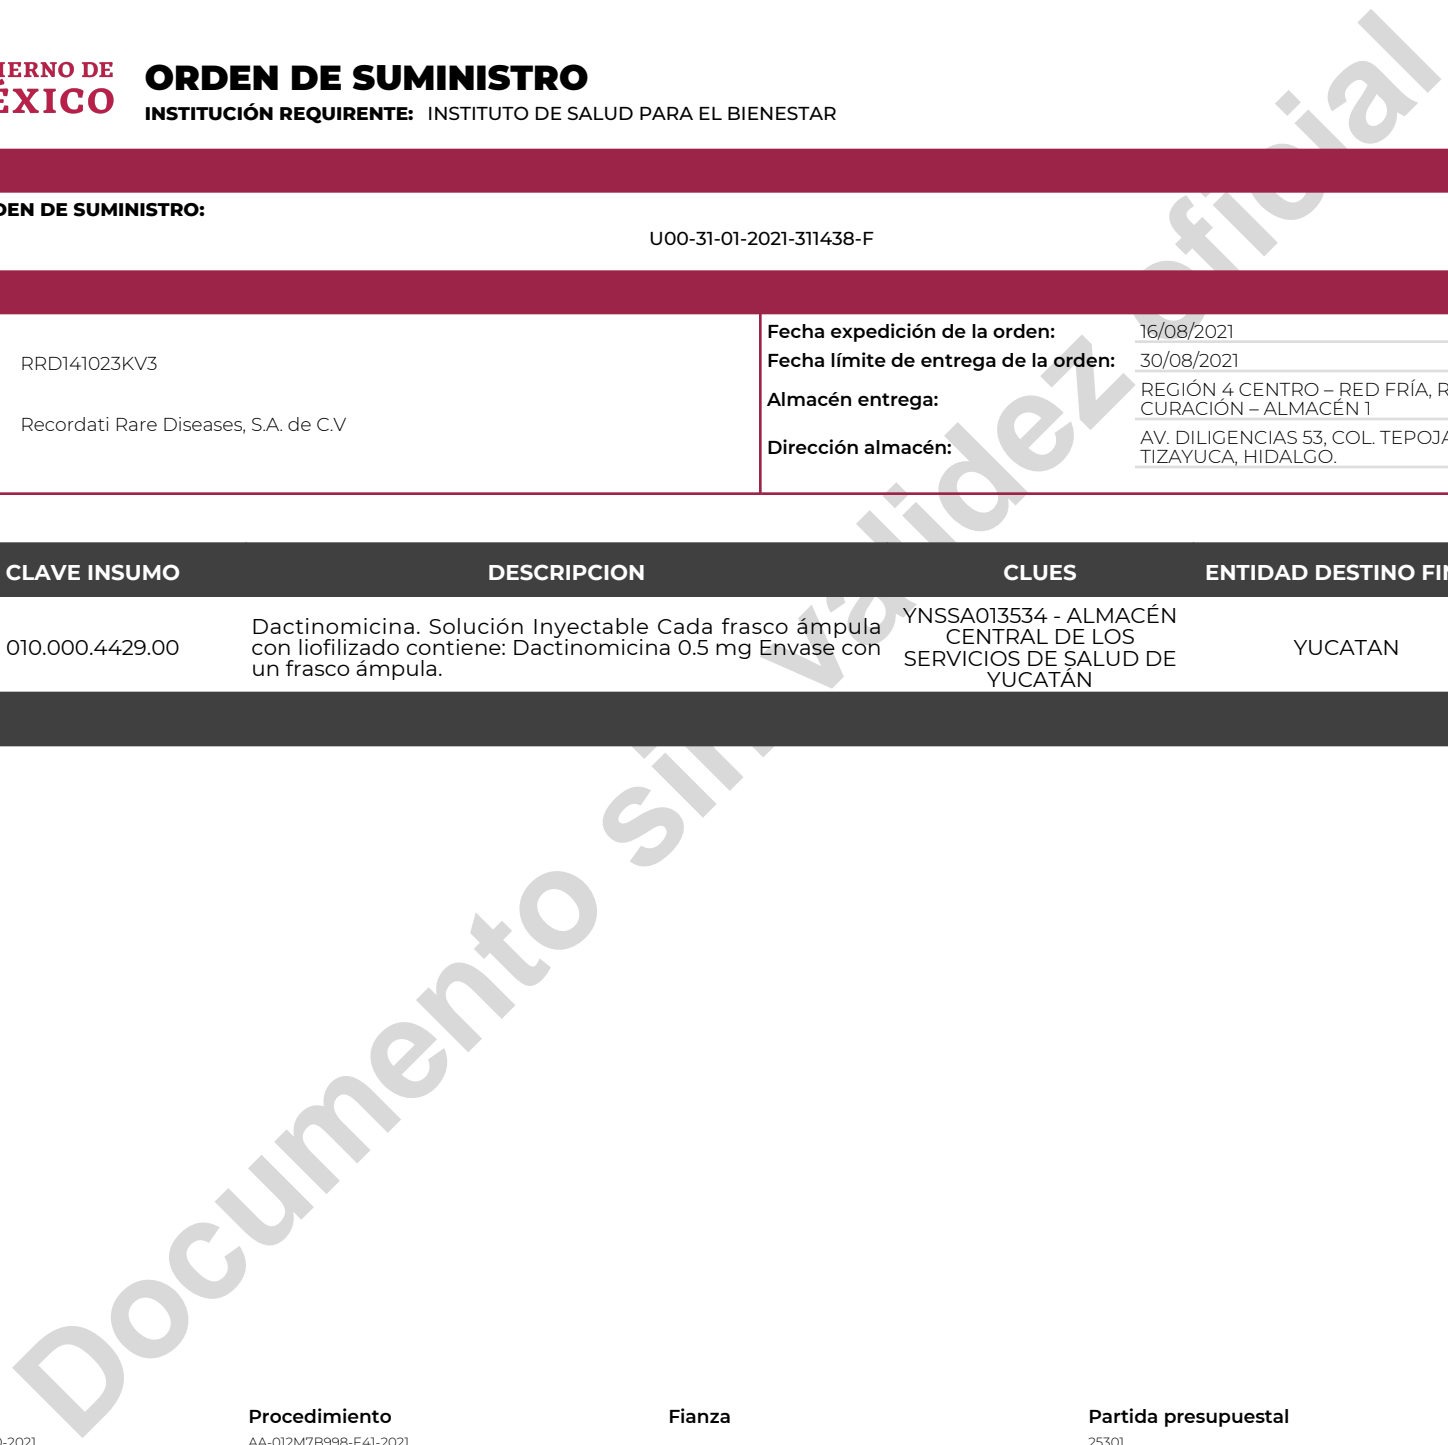 ORDEN DE SUMINISTRO
INSTITUCIÓN REQUIRENTE: INSTITUTO DE SALUD PARA EL BIENESTAR
DE
DE SUMINISTRO:
U00-31-01-2021-311438-F
RRD141023KV3
Recordati Rare Diseases, S.A. de C.V
Fecha expedición de la orden: 16/08/2021
Fecha límite de entrega de la orden: 30/08/2021
Almacén entrega: REGIÓN 4 CENTRO – RED FRÍA,
CURACIÓN – ALMACÉN 1
Dirección almacén: AV. DILIGENCIAS 53, COL.
TIZAYUCA, HIDALGO.
CLAVE INSUMO DESCRIPCION CLUES ENTIDAD DESTINO
010.000.4429.00
Dactinomicina. Solución Inyectable Cada frasco ámpula
con liofilizado contiene: Dactinomicina 0.5 mg Envase con
un frasco ámpula.
YNSSA013534 - ALMACÉN
CENTRAL DE LOS
SERVICIOS DE SALUD DE
YUCATÁN
YUCATAN
Documento sin validez oficial
Procedimiento Fianza Partida presupuestal
AA-012M7B998-E41-2021 25301